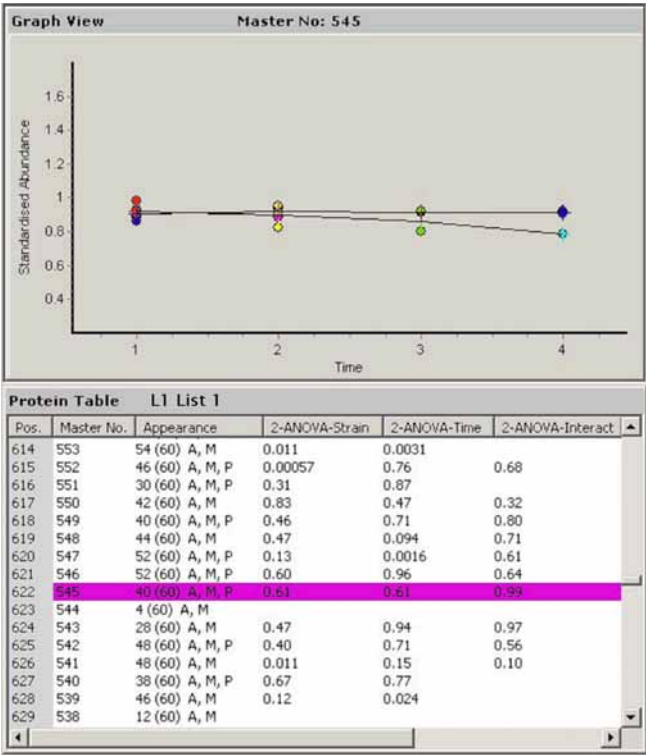 Graph View Master No: 545
Standardised Abundance
1.6
1.4
1.2
1
0.8
0.6
0.4
1 2 3 4
Time
Protein Table L1 List 1
Pos. Master No. Appearance 2-ANOVA-Strain 2-ANOVA-Time 2-ANOVA-Interact
614 553 54 (60) A, M 0.011 0.0031
615 552 46 (60) A, M, P 0.00057 0.76 0.68
616 551 30 (60) A, M, P 0.31 0.87
617 550 42 (60) A, M 0.83 0.47 0.32
618 549 40 (60) A, M, P 0.46 0.71 0.80
619 548 44 (60) A, M 0.47 0.094 0.71
620 547 52 (60) A, M, P 0.13 0.0016 0.61
621 546 52 (60) A, M, P 0.60 0.96 0.64
622 545 40 (60) A, M, P 0.61 0.61 0.99
623 544 4 (60) A, M
624 543 28 (60) A, M 0.47 0.94 0.97
625 542 48 (60) A, M, P 0.40 0.71 0.56
626 541 48 (60) A, M 0.011 0.15 0.10
627 540 38 (60) A, M, P 0.67 0.77
628 539 46 (60) A, M 0.12 0.024
629 538 12 (60) A, M